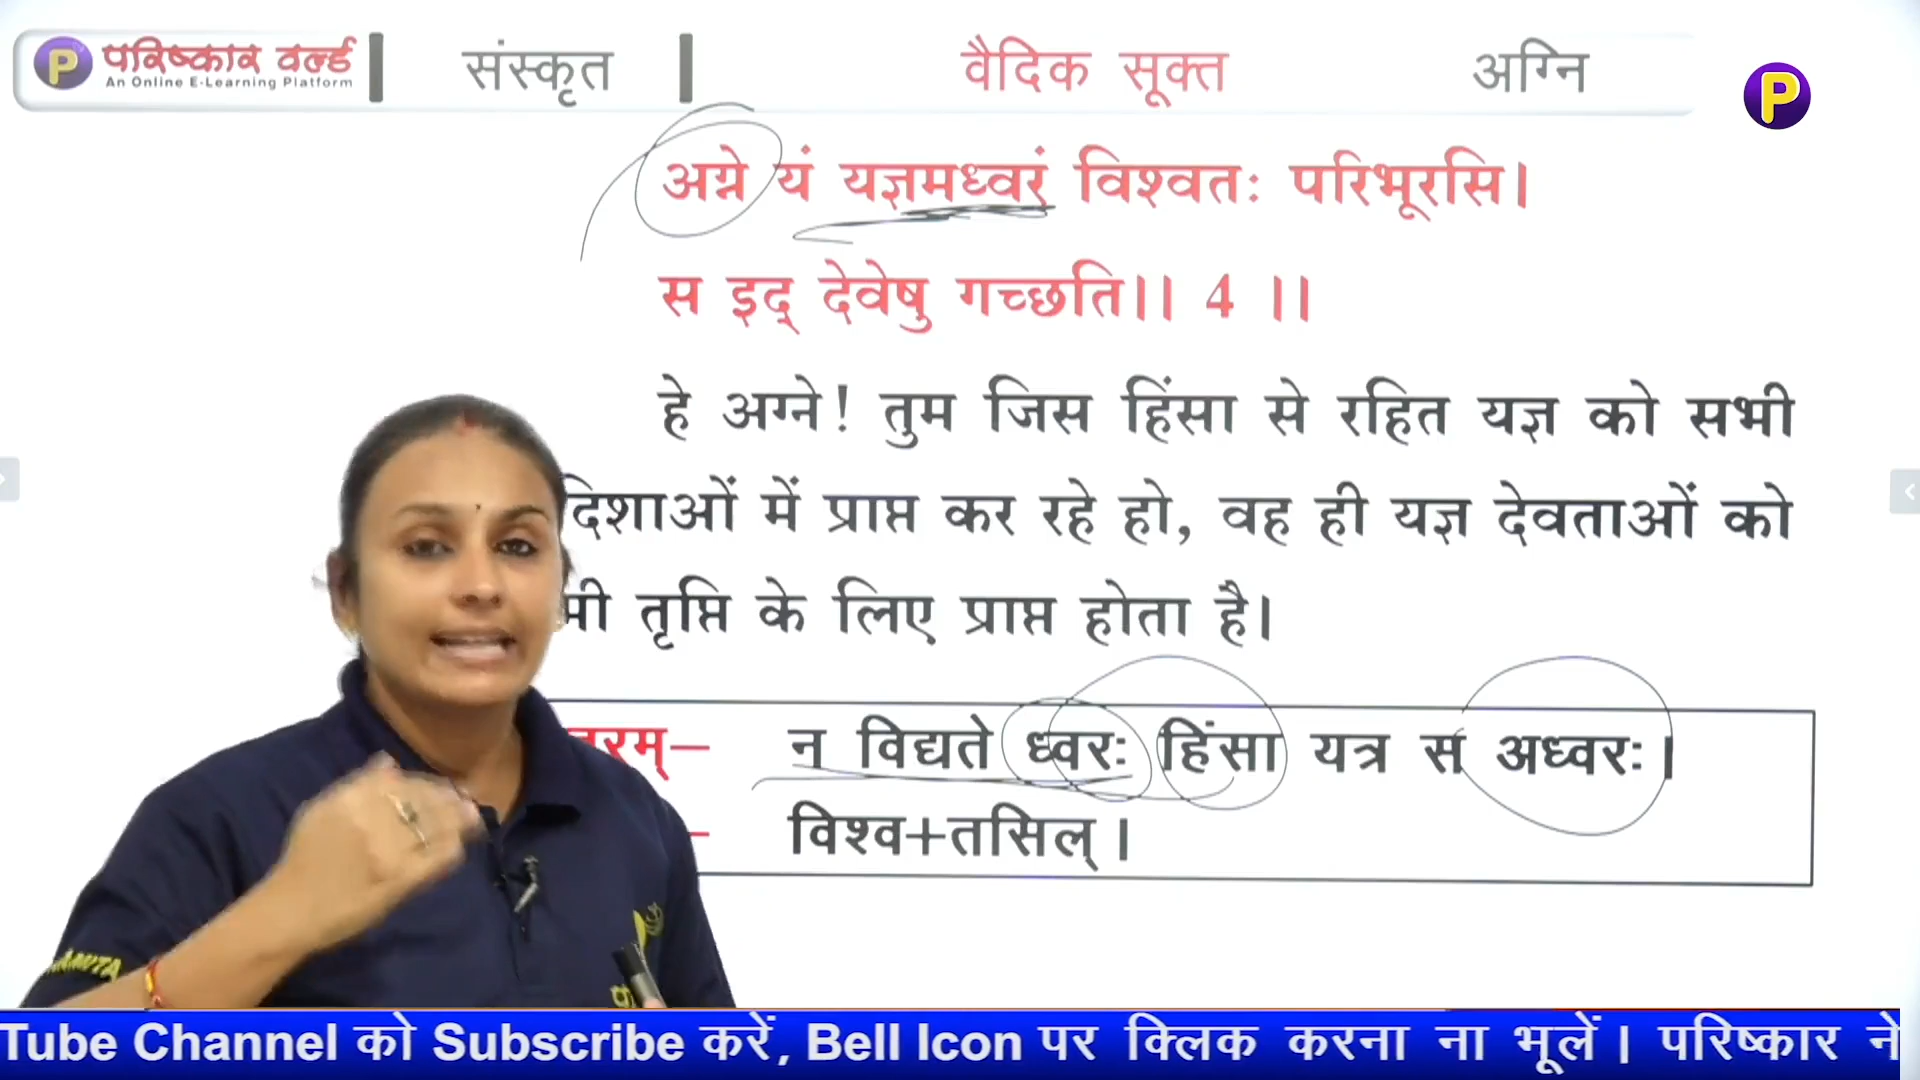 परिष्कार वर्ल्ड
An Online E-Learning Platform
संस्कृत
वैदिक सूक्त
अग्नि
P
अग्ने यं यज्ञमध्वरं विश्वतः परिभूरसि।
स इद् देवेषु गच्छति।। 4 ।।
हे अग्ने! तुम जिस हिंसा से रहित यज्ञ को सभी
दिशाओं में प्राप्त कर रहे हो, वह ही यज्ञ देवताओं को
तृप्ति के लिए प्राप्त होता है।
न विद्यते ध्वरः हिंसा यत्र स अध्वरः।
विश्व+तसिल्।
Tube Channel को Subscribe करें, Bell Icon पर क्लिक करना ना भूलें। परिष्कार ने